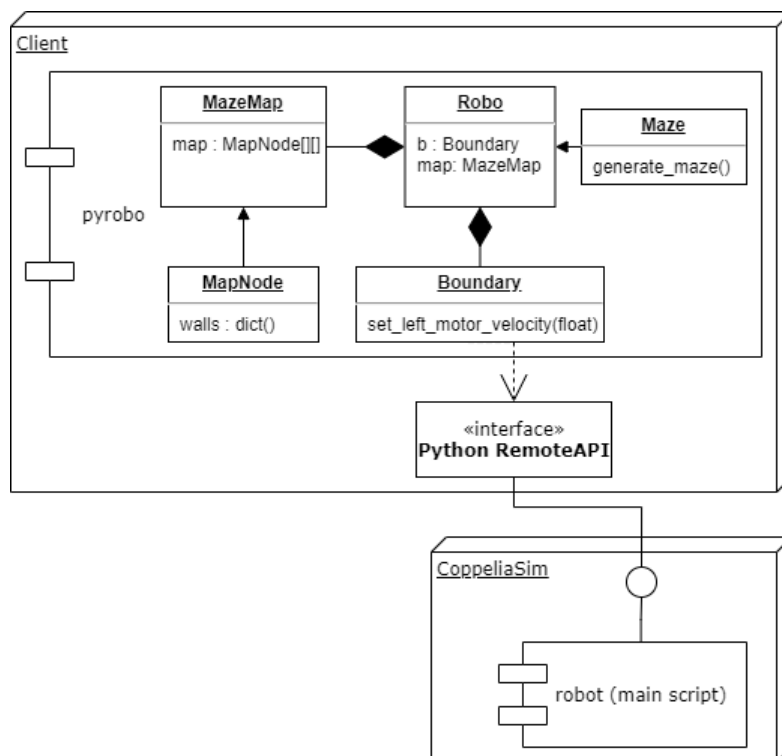 Client
pyrobo
MazeMap
map : MapNode[][]
Robo
b : Boundary
map: MazeMap
Maze
generate_maze()
MapNode
walls : dict()
Boundary
set_left_motor_velocity(float)
«interface»
Python RemoteAPI
CoppeliaSim
robot (main script)